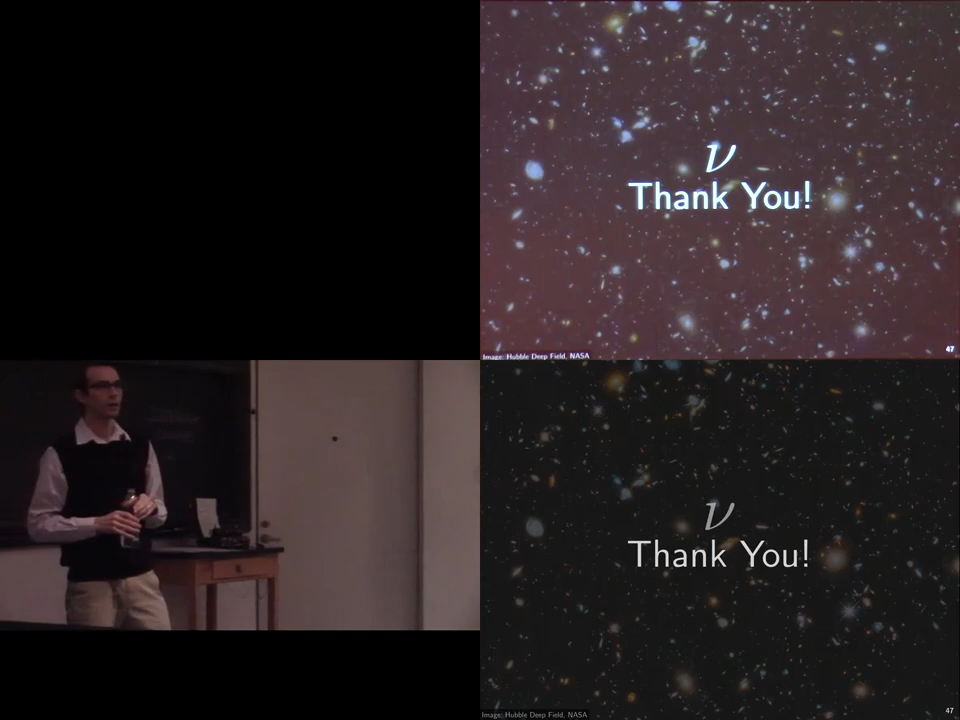 ν
Thank You!
Image: Hubble Deep Field, NASA
47
ν
Thank You!
Image: Hubble Deep Field, NASA
47